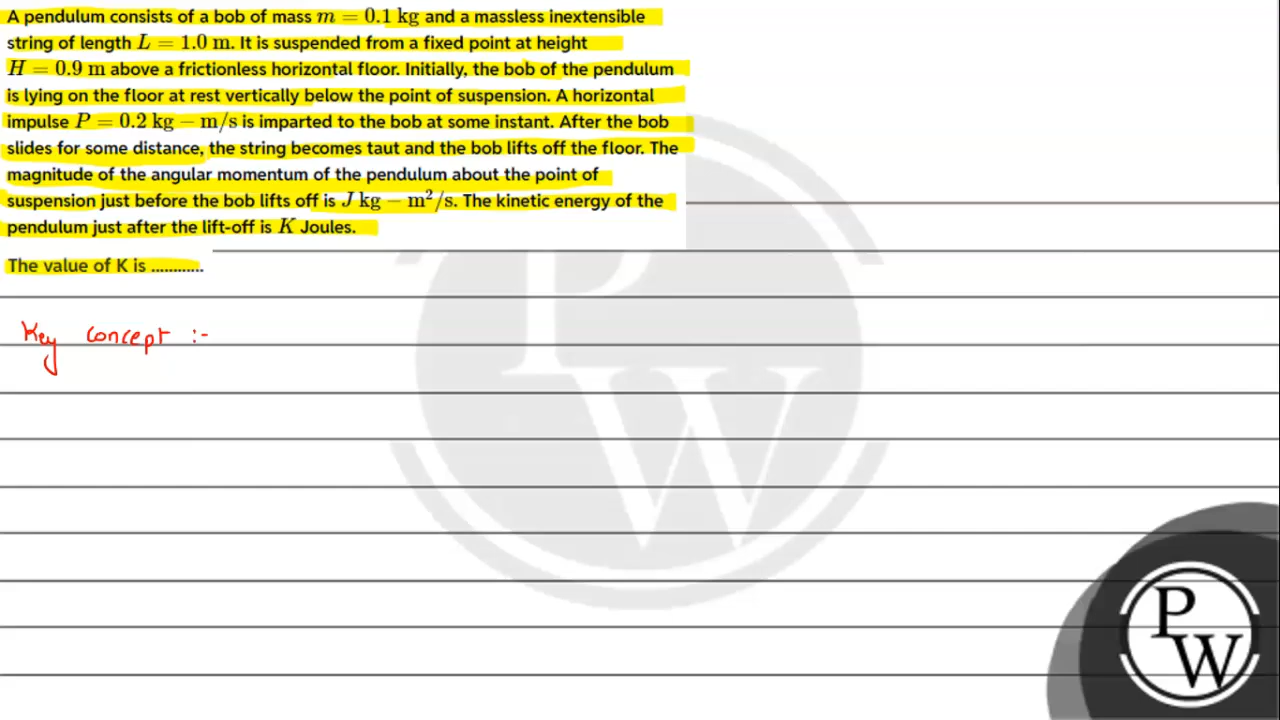 A pendulum consists of a bob of mass m = 0.1 kg and a massless inextensible
string of length L = 1.0 m. It is suspended from a fixed point at height
H = 0.9 m above a frictionless horizontal floor. Initially, the bob of the pendulum
is lying on the floor at rest vertically below the point of suspension. A horizontal
impulse P = 0.2 kg − m/s is imparted to the bob at some instant. After the bob
slides for some distance, the string becomes taut and the bob lifts off the floor. The
magnitude of the angular momentum of the pendulum about the point of
suspension just before the bob lifts off is J kg − m²/s. The kinetic energy of the
pendulum just after the lift-off is K Joules.
The value of K is ............
Key concept :-
P
W
P
W